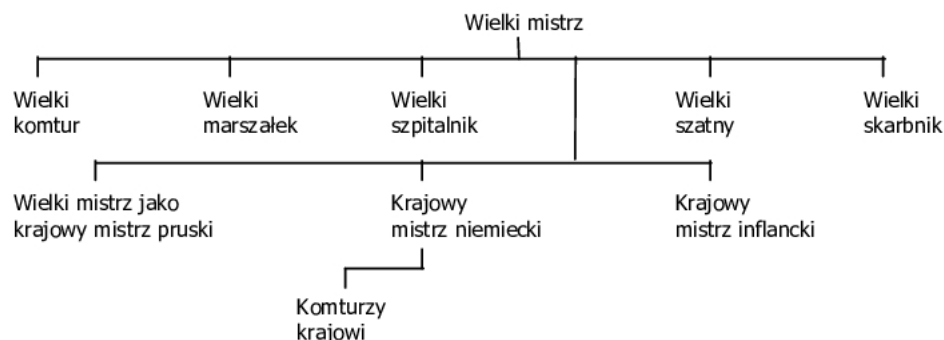 Wielki mistrz
Wielki
komtur
Wielki
marszałek
Wielki
szpitalnik
Wielki
szatny
Wielki
skarbnik
Wielki mistrz jako
krajowy mistrz pruski
Krajowy
mistrz niemiecki
Krajowy
mistrz inflancki
Komturzy
krajowi